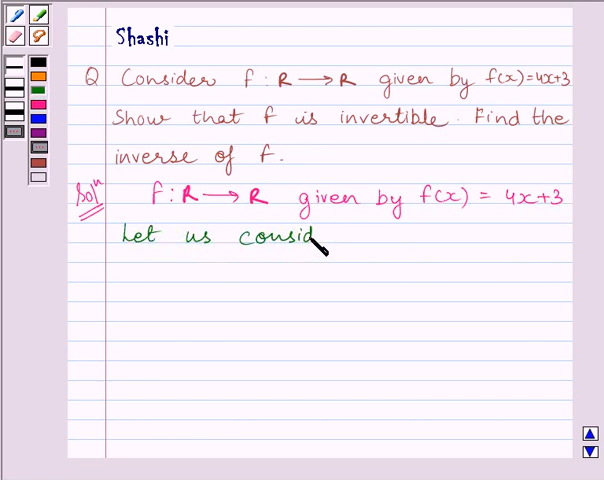 Shashi
Q Consider f : R → R given by f(x)=4x+3
Show that f is invertible. Find the
inverse of f.
Solⁿ f : R → R given by f(x) = 4x+3
Let us consid